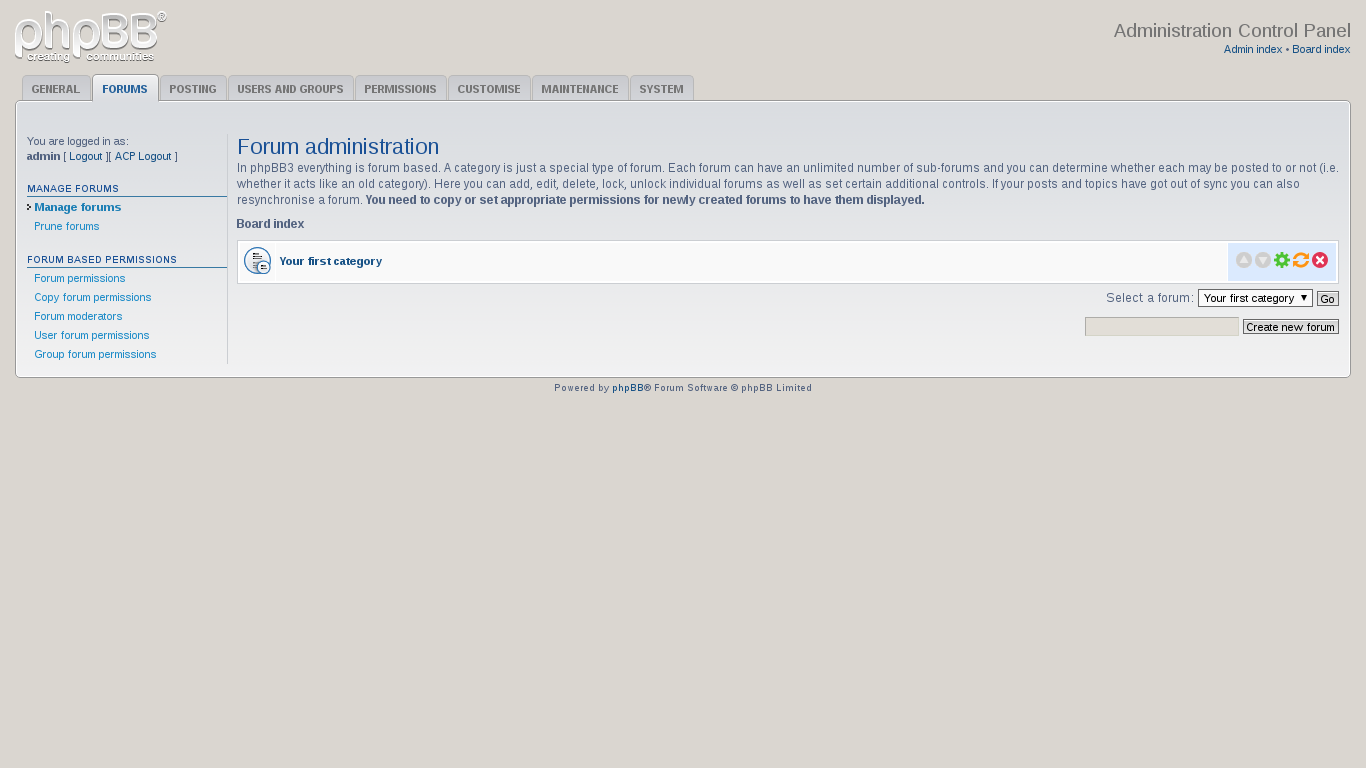 phpBB®
creating communities
Administration Control Panel
Admin index • Board index
GENERAL
FORUMS
POSTING
USERS AND GROUPS
PERMISSIONS
CUSTOMISE
MAINTENANCE
SYSTEM
You are logged in as:
admin [ Logout ][ ACP Logout ]
MANAGE FORUMS
Manage forums
Prune forums
FORUM BASED PERMISSIONS
Forum permissions
Copy forum permissions
Forum moderators
User forum permissions
Group forum permissions
Forum administration
In phpBB3 everything is forum based. A category is just a special type of forum. Each forum can have an unlimited number of sub-forums and you can determine whether each may be posted to or not (i.e.
whether it acts like an old category). Here you can add, edit, delete, lock, unlock individual forums as well as set certain additional controls. If your posts and topics have got out of sync you can also
resynchronise a forum. You need to copy or set appropriate permissions for newly created forums to have them displayed.
Board index
Your first category
Select a forum: Your first category Go
Create new forum
Powered by phpBB® Forum Software © phpBB Limited